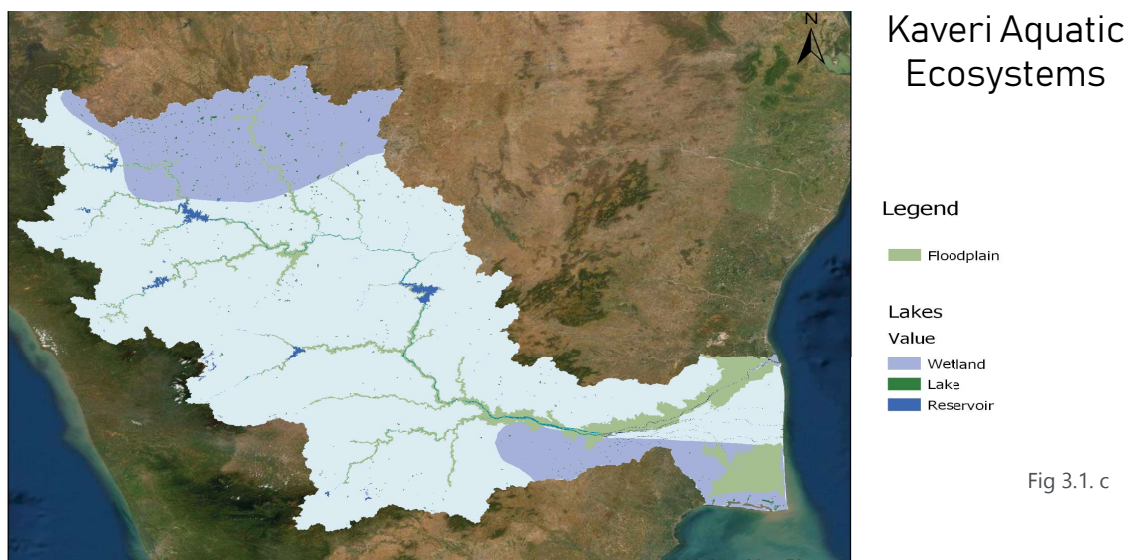 N
Kaveri Aquatic
Ecosystems
Legend
Floodplain
Lakes
Value
Wetland
Lake
Reservoir
Fig 3.1. c